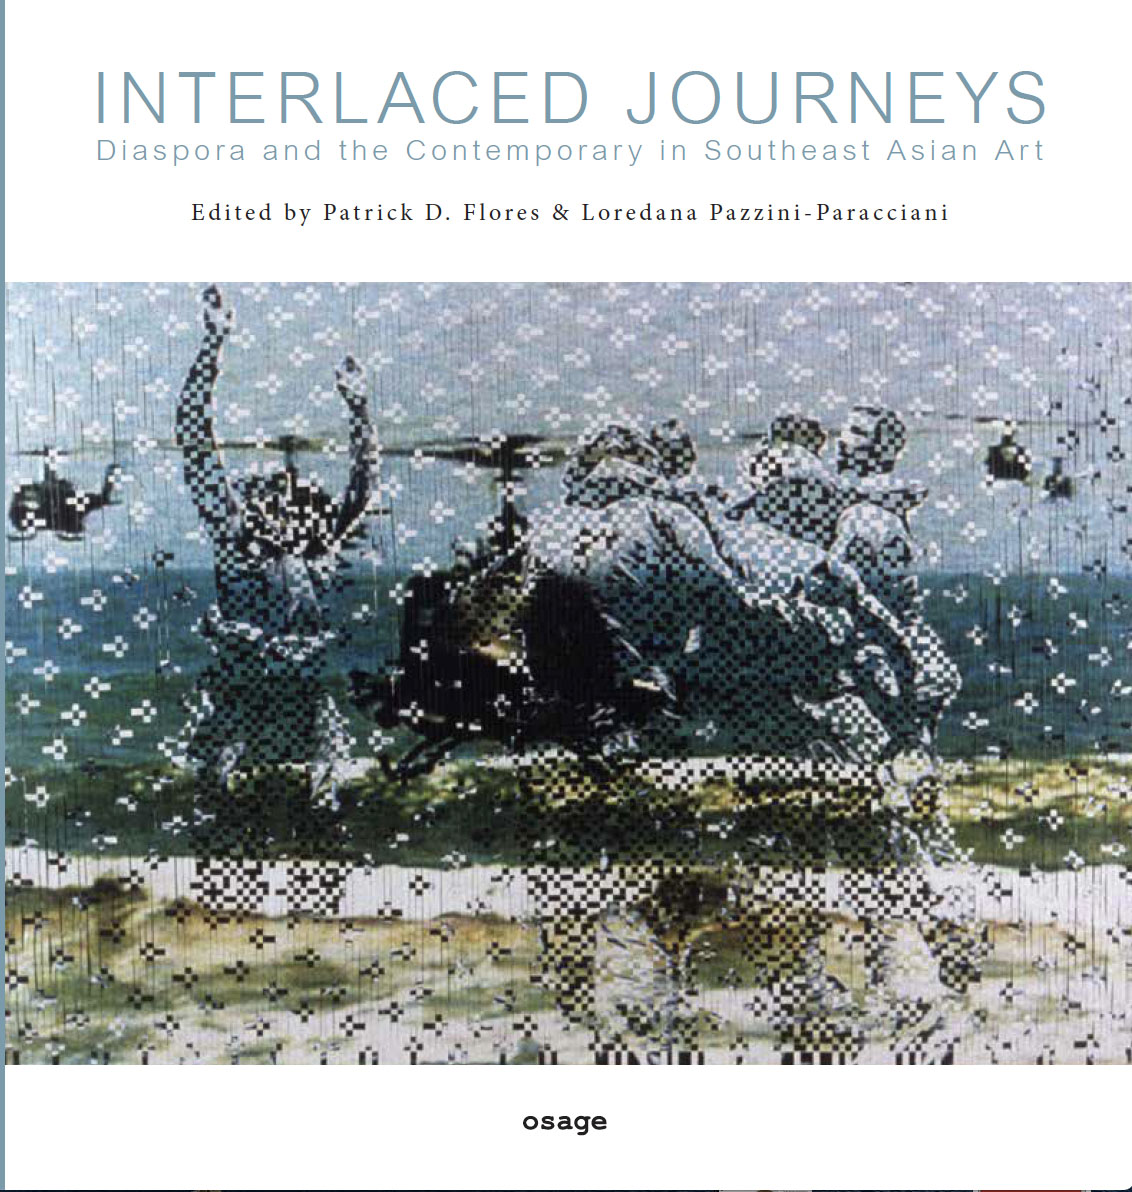 INTERLACED JOURNEYS
Diaspora and the Contemporary in Southeast Asian Art
Edited by Patrick D. Flores & Loredana Pazzini-Paracciani
osage